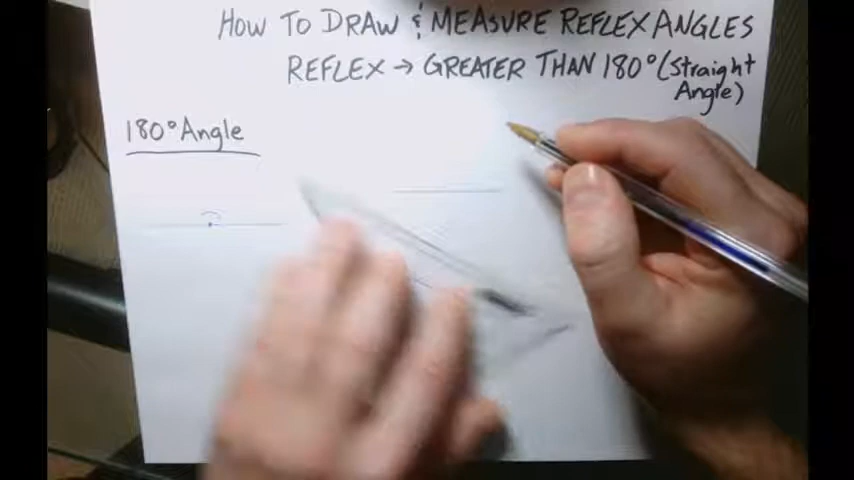 HOW TO DRAW & MEASURE REFLEX ANGLES
REFLEX → GREATER THAN 180° (Straight
Angle)
180° Angle